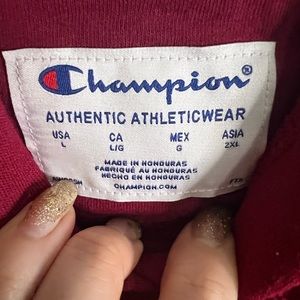 Champion®
AUTHENTIC ATHLETICWEAR
USA CA MEX ASIA
L L/G G 2XL
MADE IN HONDURAS
FABRIQUÉ AU HONDURAS
HECHO EN HONDURAS
CHAMPION.COM